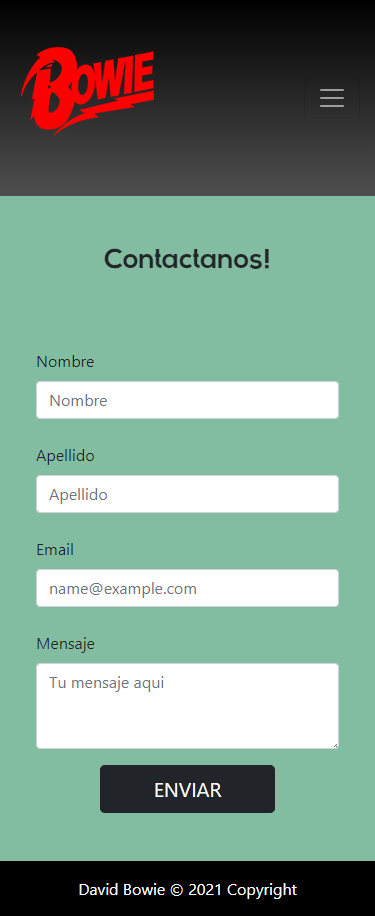 BOWIE
Contactanos!
Nombre
Nombre
Apellido
Apellido
Email
name@example.com
Mensaje
Tu mensaje aqui
ENVIAR
David Bowie © 2021 Copyright